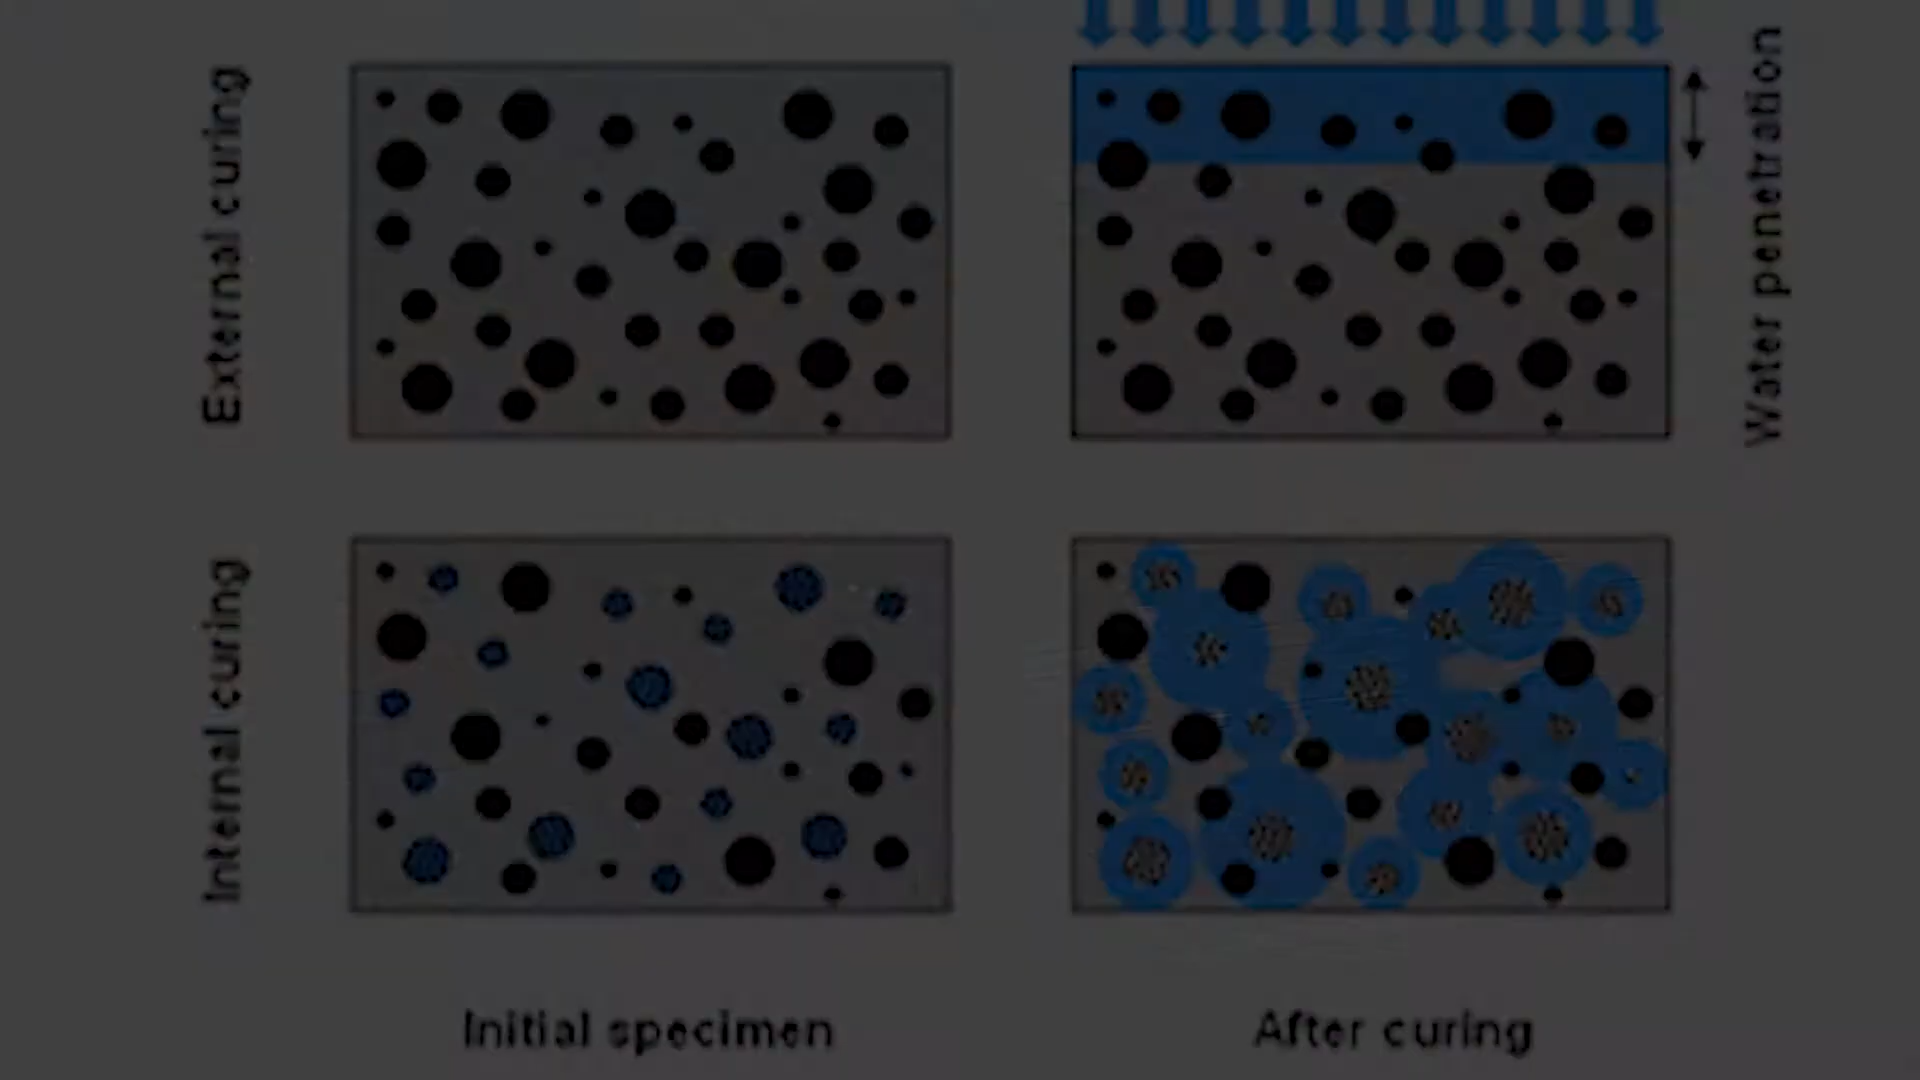 External curing
Water penetration
Internal curing
Initial specimen
After curing